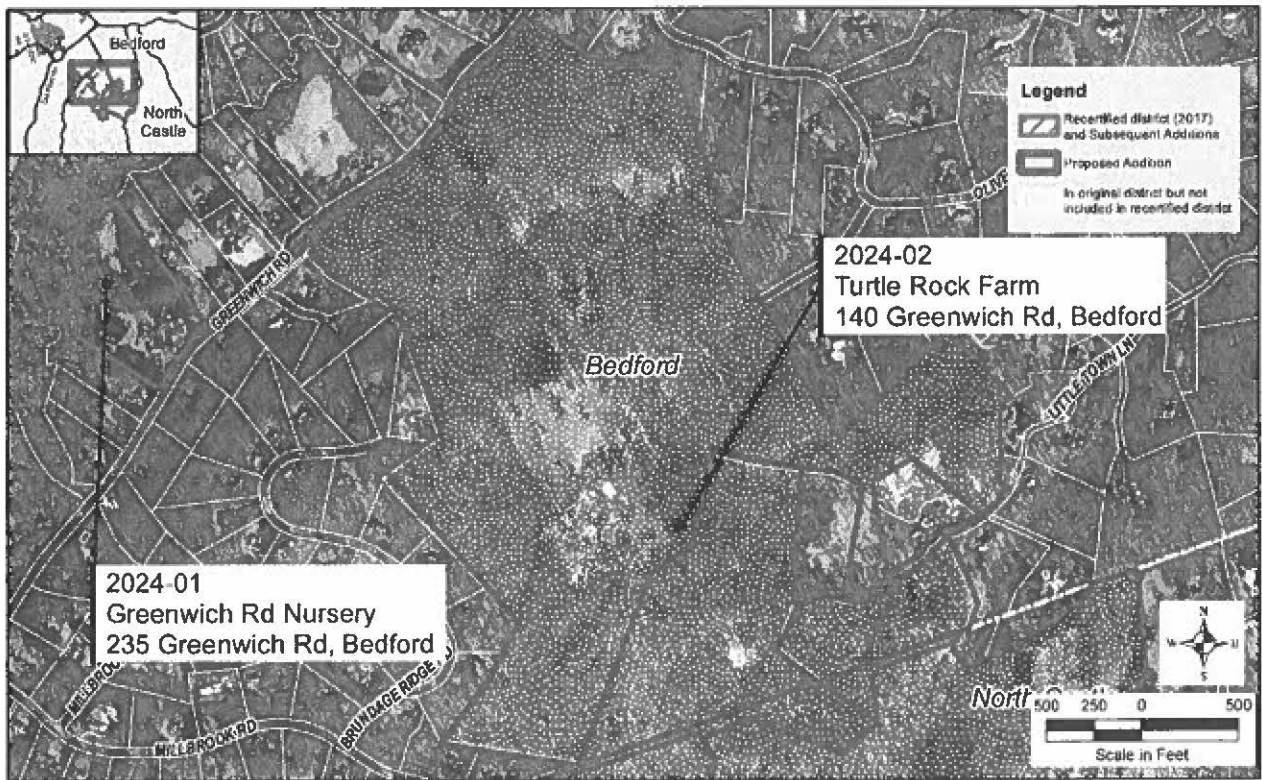 Bedford
North
Castle
Legend
Recertified district (2017)
and Subsequent Additions
Proposed Addition
In original district but not
included in recertified district
GREENWICH RD
2024-02
Turtle Rock Farm
140 Greenwich Rd, Bedford
Bedford
LITTLE TOWN LN
2024-01
Greenwich Rd Nursery
235 Greenwich Rd, Bedford
BRUNDAGE RIDGE RD
MILLBROOK RD
North
N
W
S
500 250 0 500
Scale in Feet